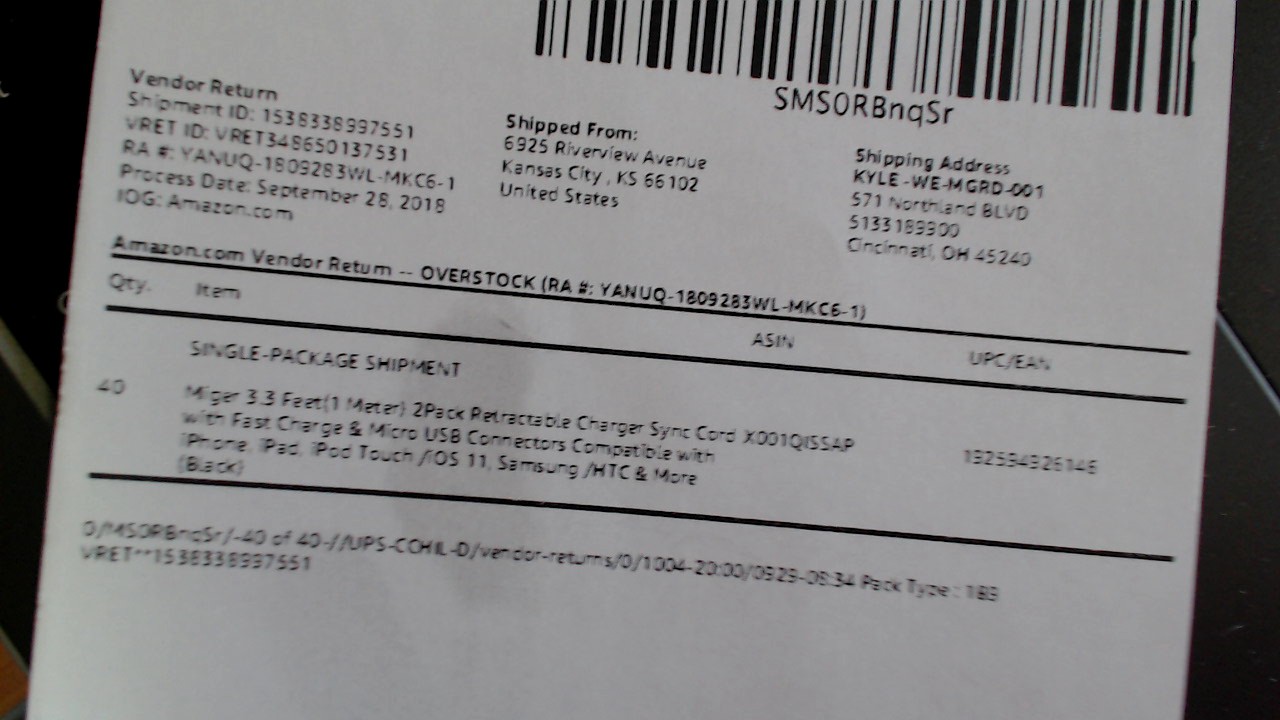 SMS0RBnqSr
Vendor Return
Shipment ID: 1538338997551
VRET ID: VRET348650137531
RA #: YANUQ-1809283WL-MKC6-1
Process Date: September 28, 2018
IOG: Amazon.com
Shipped From:
6925 Riverview Avenue
Kansas City , KS 66102
United States
Shipping Address
KYLE -WE-MGRD-001
571 Northland BLVD
5133189900
Cincinnati, OH 45240
Amazon.com Vendor Return -- OVERSTOCK (RA #: YANUQ-1809283WL-MKC6-1)
Qty. Item ASIN UPC/EAN
SINGLE-PACKAGE SHIPMENT
40 Miger 3.3 Feet(1 Meter) 2Pack Retractable Charger Sync Cord X001QISSAP 192594926146
with Fast Charge & Micro USB Connectors Compatible with
iPhone, iPad, iPod Touch /iOS 11, Samsung /HTC & More
(Black)
0/MS0RBnqSr/-40 of 40-//UPS-COHIL-D/vendor-returns/0/1004-20:00/0929-08:34 Pack Type : 1B3
VRET**1538338997551